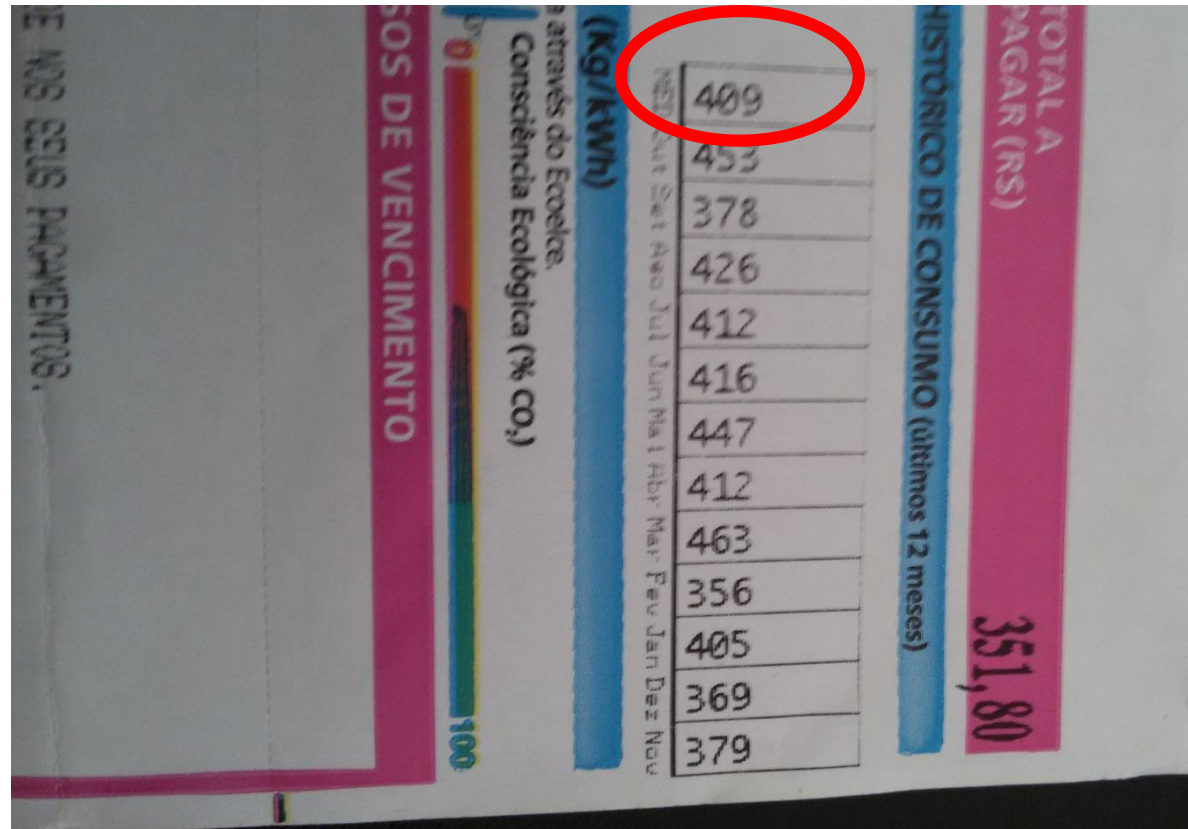 TOTAL A
PAGAR (R$)
351,80
HISTÓRICO DE CONSUMO (últimos 12 meses)
409
453
378
426
412
416
447
412
463
356
405
369
379
MED Out Set Ago Jul Jun Mai Abr Mar Fev Jan Dez Nov
(Kg/kWh)
a através do Ecoelce.
Consciência Ecológica (% CO₂)
0
100
SOS DE VENCIMENTO
DE NOS SEUS PAGAMENTOS.